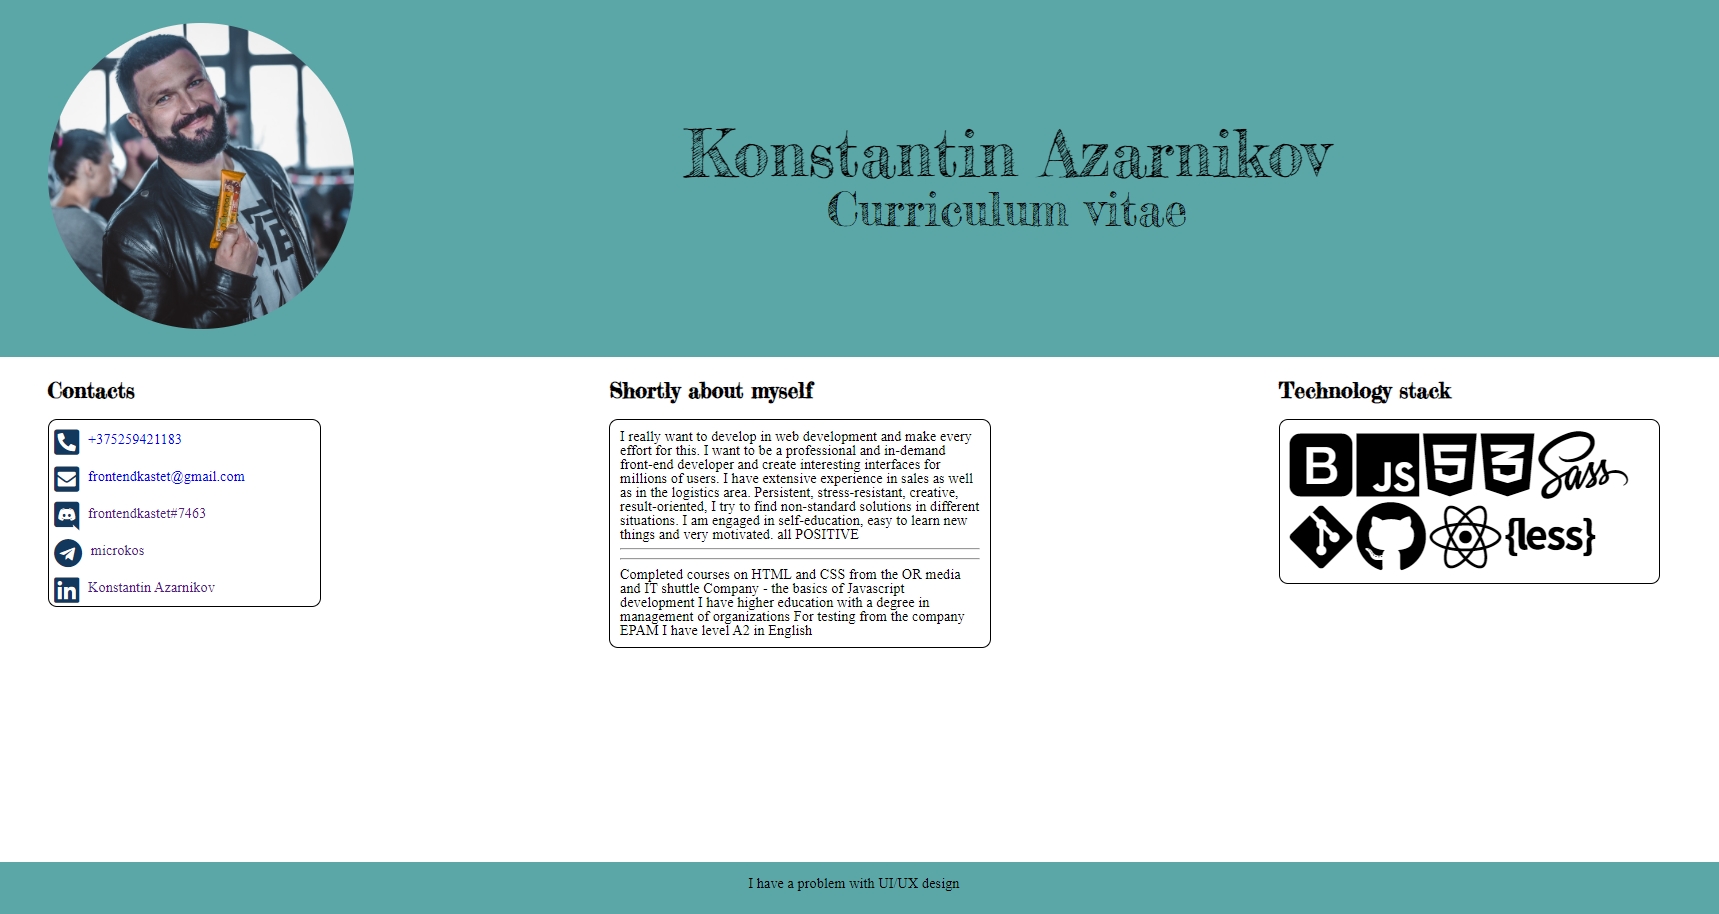 Konstantin Azarnikov
Curriculum vitae
Contacts
+375259421183
frontendkastet@gmail.com
frontendkastet#7463
microkos
in
Konstantin Azarnikov
Shortly about myself
I really want to develop in web development and make every
effort for this. I want to be a professional and in-demand
front-end developer and create interesting interfaces for
millions of users. I have extensive experience in sales as well
as in the logistics area. Persistent, stress-resistant, creative,
result-oriented, I try to find non-standard solutions in different
situations. I am engaged in self-education, easy to learn new
things and very motivated. all POSITIVE
Completed courses on HTML and CSS from the OR media
and IT shuttle Company - the basics of Javascript
development I have higher education with a degree in
management of organizations For testing from the company
EPAM I have level A2 in English
Technology stack
B JS 5 3 Sass
{less}
I have a problem with UI/UX design